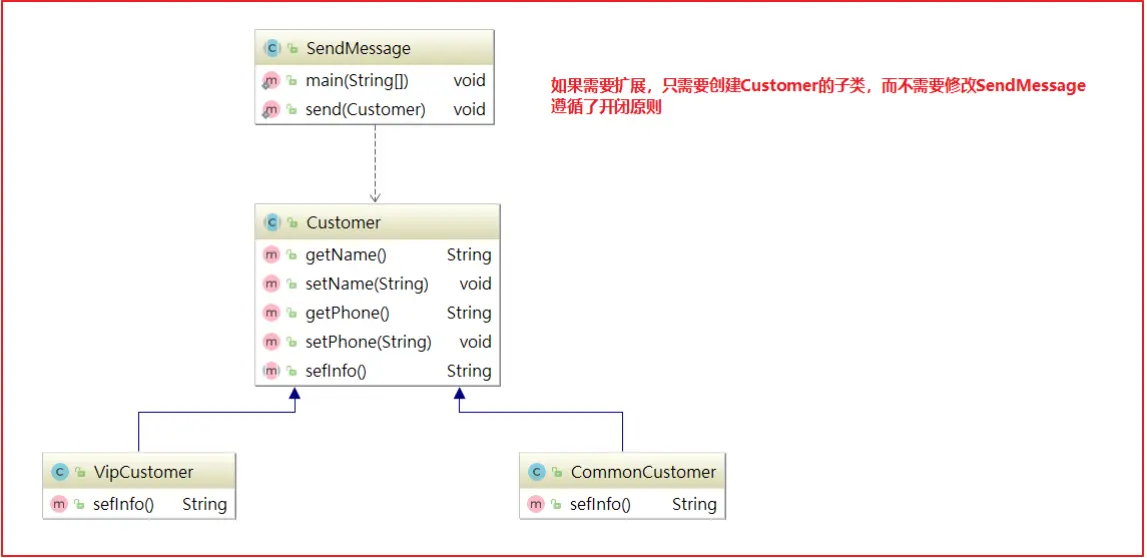 SendMessage
main(String[]) void
send(Customer) void
如果需要扩展，只需要创建Customer的子类，而不需要修改SendMessage
遵循了开闭原则
Customer
getName() String
setName(String) void
getPhone() String
setPhone(String) void
sefInfo() String
VipCustomer
sefInfo() String
CommonCustomer
sefInfo() String